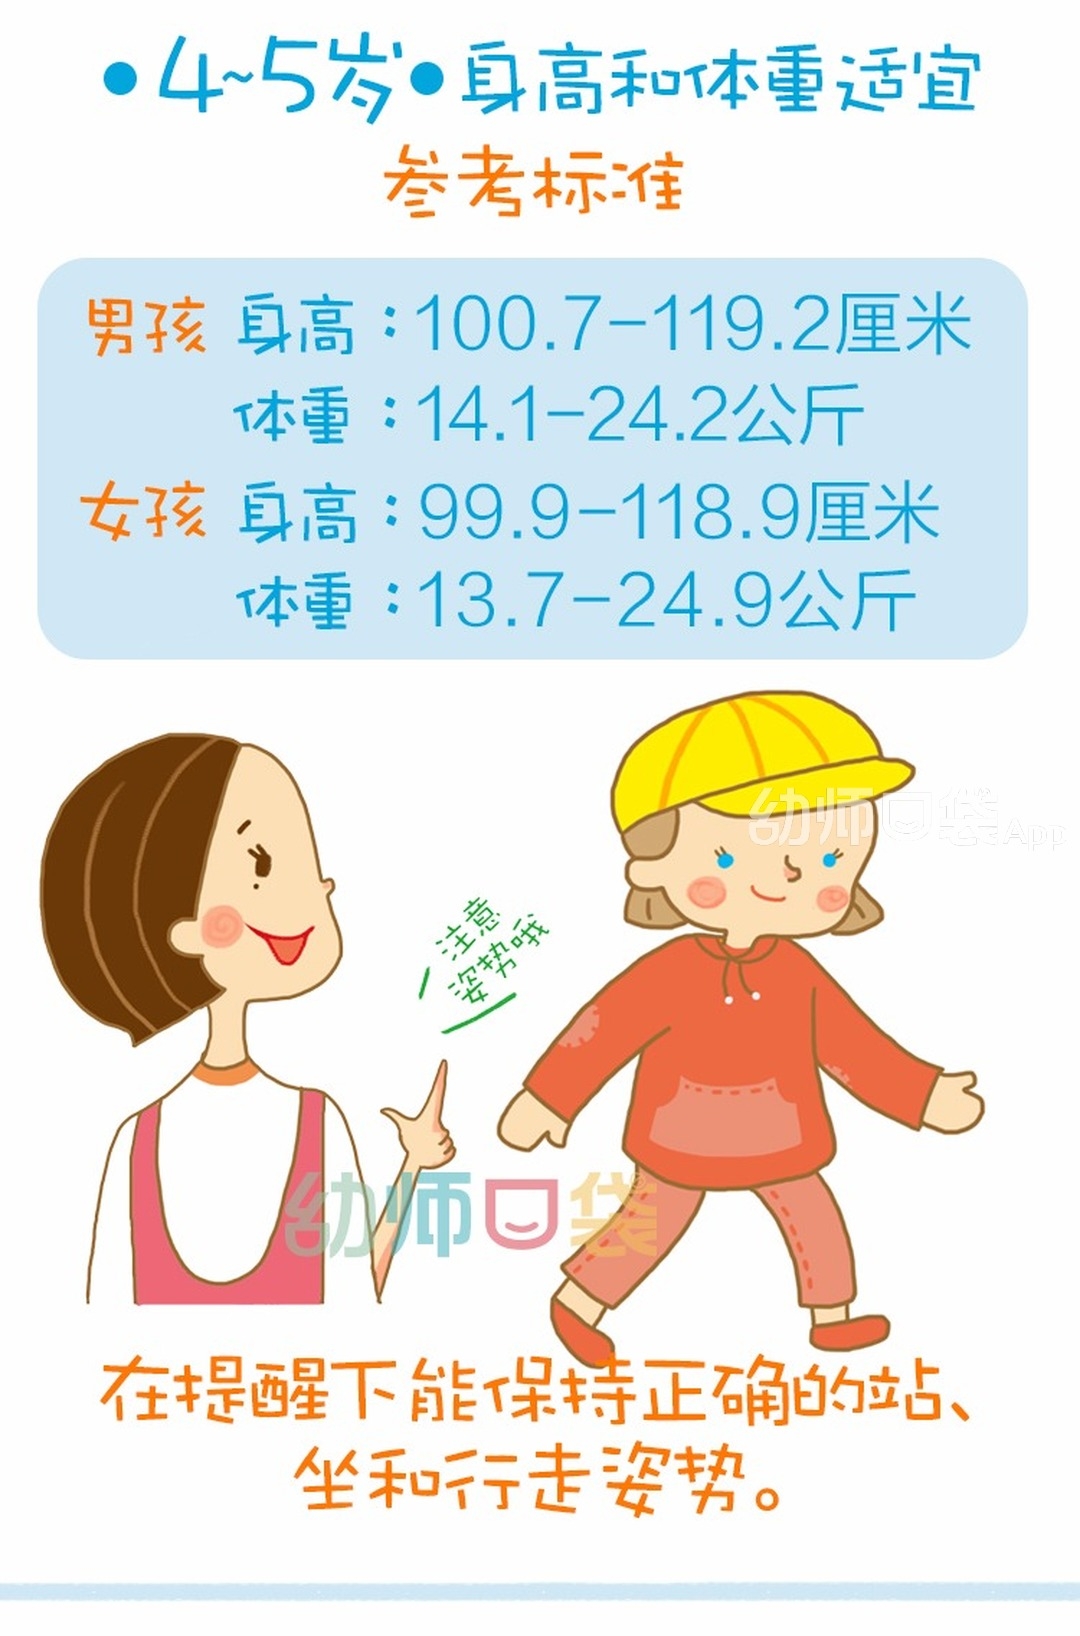 •4~5岁•身高和体重适宜
参考标准
男孩 身高：100.7-119.2厘米
体重：14.1-24.2公斤
女孩 身高：99.9-118.9厘米
体重：13.7-24.9公斤
幼师口袋App
注意
姿势哦
幼师口袋©
在提醒下能保持正确的站、
坐和行走姿势。